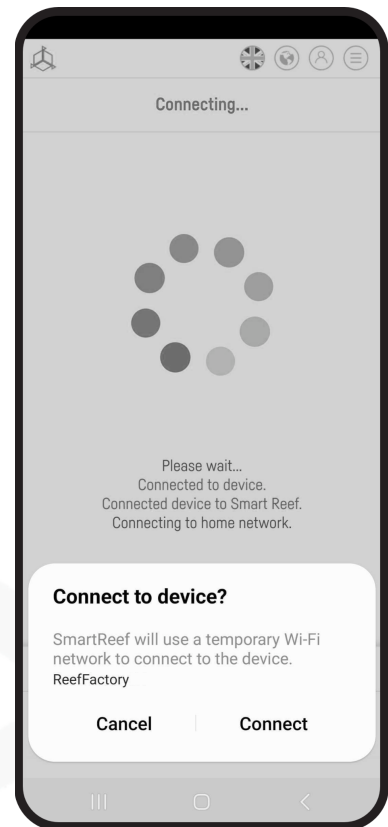 Connecting...
Please wait...
Connected to device.
Connected device to Smart Reef.
Connecting to home network.
Connect to device?
SmartReef will use a temporary Wi-Fi
network to connect to the device.
ReefFactory
Cancel Connect